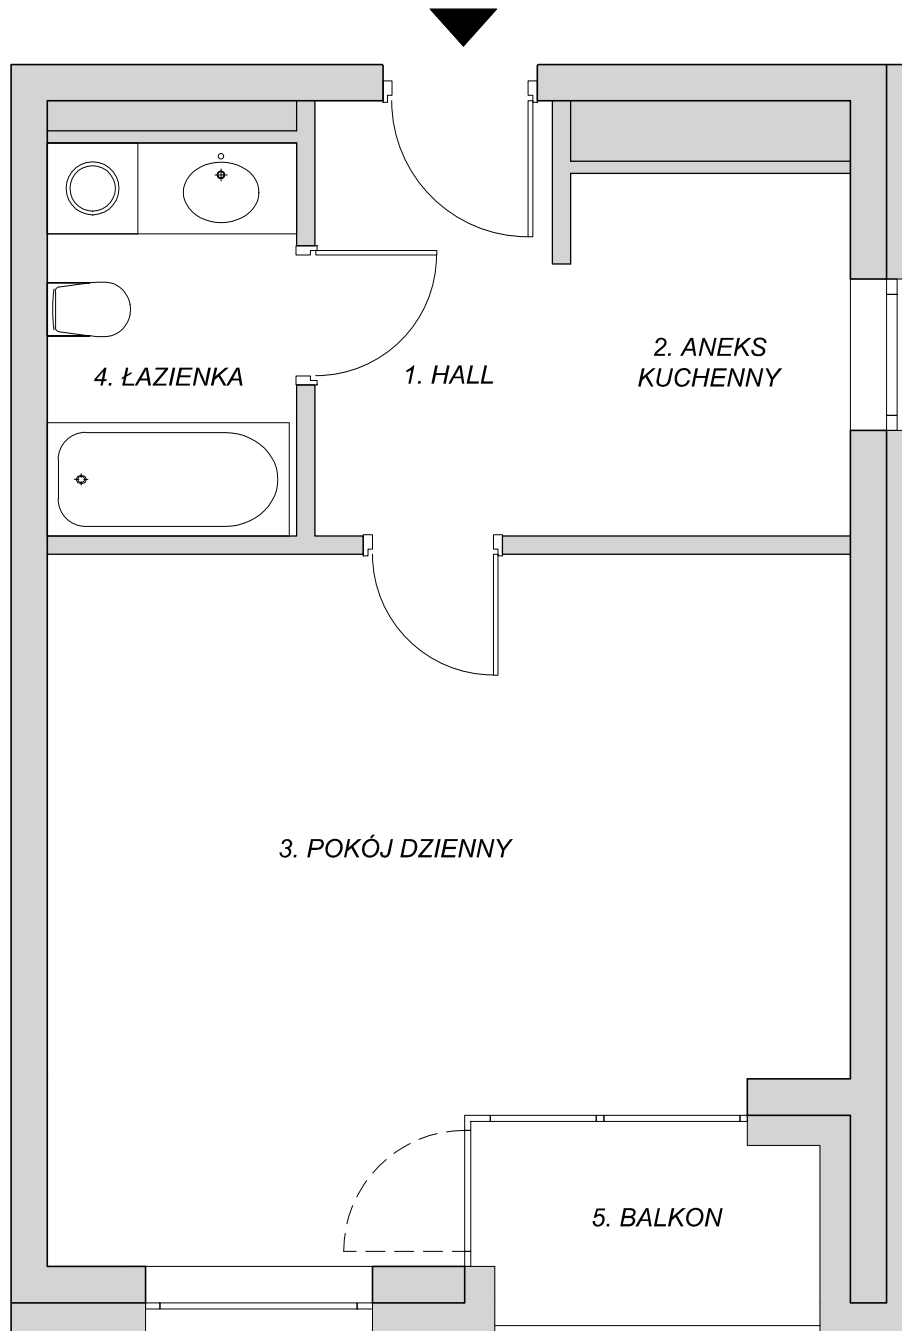 2. ANEKS
KUCHENNY
4. ŁAZIENKA
1. HALL
3. POKÓJ DZIENNY
5. BALKON